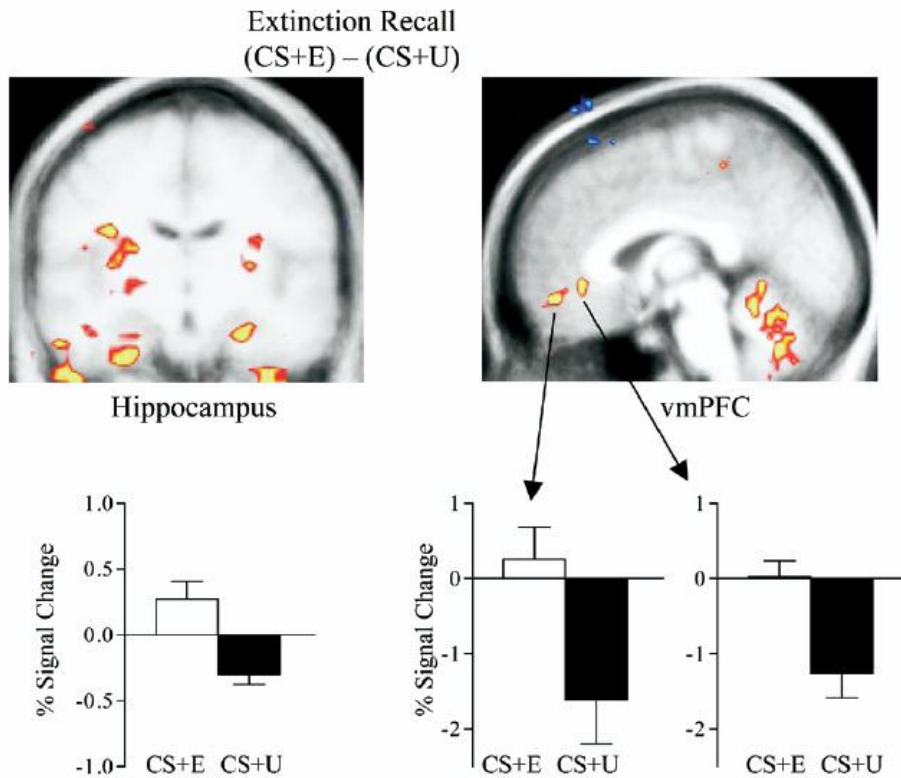 Extinction Recall
(CS+E) – (CS+U)
Hippocampus
vmPFC
% Signal Change
1.0
0.5
0.0
-0.5
-1.0
CS+E CS+U
% Signal Change
1
0
-1
-2
CS+E CS+U
1
0
-1
-2
CS+E CS+U